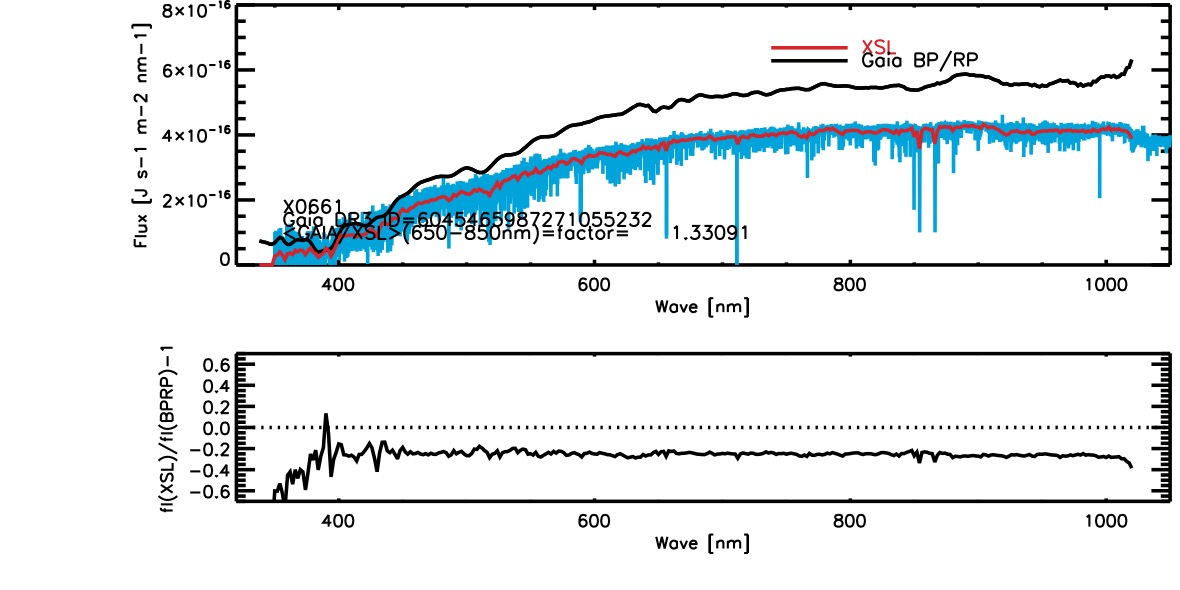 8×10−16
6×10−16
4×10−16
2×10−16
0
Flux [J s−1 m−2 nm−1]
XSL
Gaia BP/RP
X0661
Gaia DR3 ID=6045465987271055232
<GAIA/XSL>(650−850nm)=factor= 1.33091
400 600 800 1000
Wave [nm]
fl(XSL)/fl(BPRP)−1
0.6
0.4
0.2
0.0
−0.2
−0.4
−0.6
400 600 800 1000
Wave [nm]